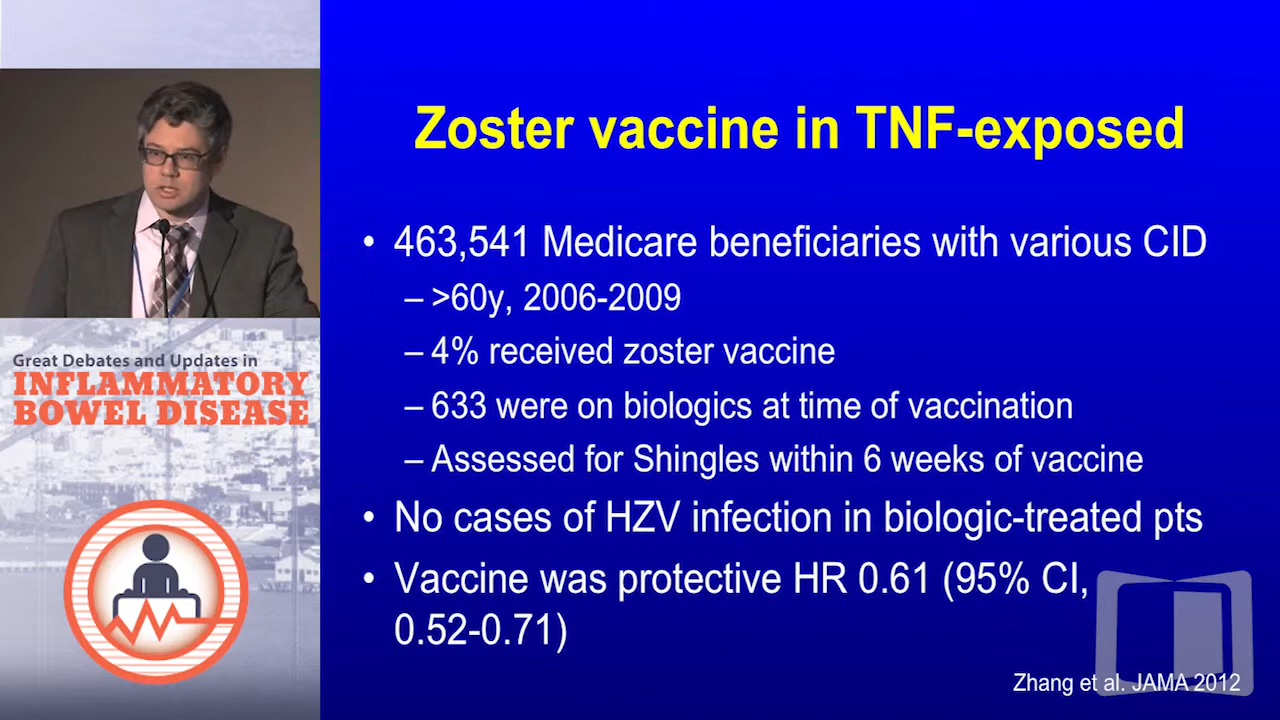 Great Debates and Updates in
INFLAMMATORY
BOWEL DISEASE
Zoster vaccine in TNF-exposed
• 463,541 Medicare beneficiaries with various CID
– >60y, 2006-2009
– 4% received zoster vaccine
– 633 were on biologics at time of vaccination
– Assessed for Shingles within 6 weeks of vaccine
• No cases of HZV infection in biologic-treated pts
• Vaccine was protective HR 0.61 (95% CI,
0.52-0.71)
Zhang et al. JAMA 2012